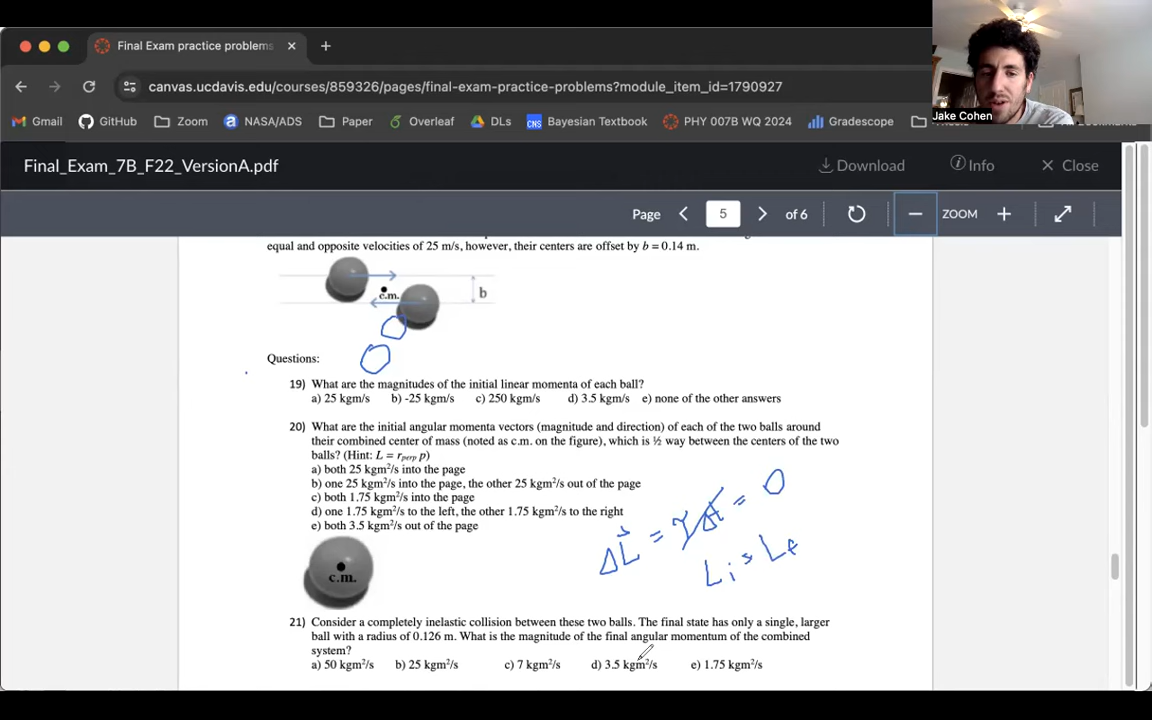 Final Exam practice problems
canvas.ucdavis.edu/courses/859326/pages/final-exam-practice-problems?module_item_id=1790927
Jake Cohen
Gmail GitHub Zoom NASA/ADS Paper Overleaf DLs CNS Bayesian Textbook PHY 007B WQ 2024 Gradescope
Final_Exam_7B_F22_VersionA.pdf Download Info Close
Page 5 of 6 ZOOM
equal and opposite velocities of 25 m/s, however, their centers are offset by b = 0.14 m.
c.m. b
Questions:
19) What are the magnitudes of the initial linear momenta of each ball?
a) 25 kgm/s b) -25 kgm/s c) 250 kgm/s d) 3.5 kgm/s e) none of the other answers
20) What are the initial angular momenta vectors (magnitude and direction) of each of the two balls around
their combined center of mass (noted as c.m. on the figure), which is ½ way between the centers of the two
balls? (Hint: L = rperp p)
a) both 25 kgm²/s into the page
b) one 25 kgm²/s into the page, the other 25 kgm²/s out of the page
c) both 1.75 kgm²/s into the page
d) one 1.75 kgm²/s to the left, the other 1.75 kgm²/s to the right
e) both 3.5 kgm²/s out of the page
ΔL = τΔt = 0
Li = Lf
c.m.
21) Consider a completely inelastic collision between these two balls. The final state has only a single, larger
ball with a radius of 0.126 m. What is the magnitude of the final angular momentum of the combined
system?
a) 50 kgm²/s b) 25 kgm²/s c) 7 kgm²/s d) 3.5 kgm²/s e) 1.75 kgm²/s